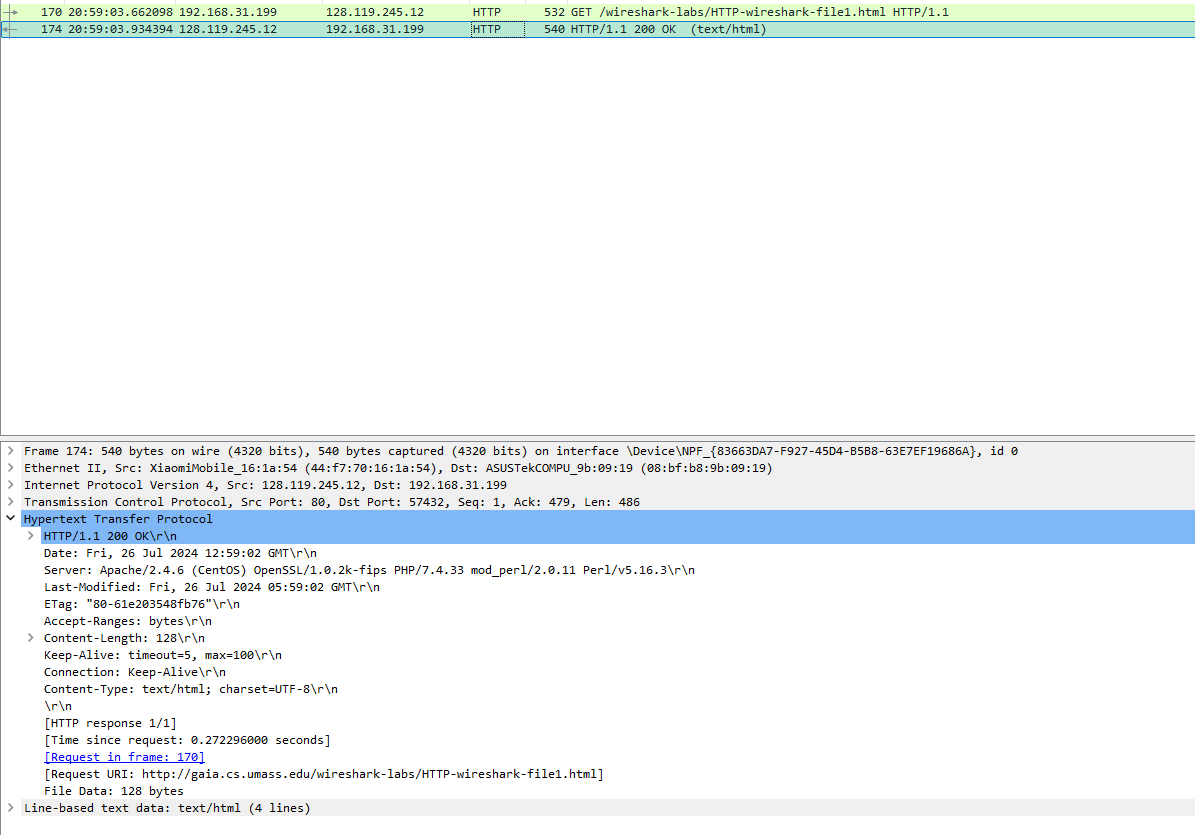 170 20:59:03.662098 192.168.31.199 128.119.245.12 HTTP 532 GET /wireshark-labs/HTTP-wireshark-file1.html HTTP/1.1
174 20:59:03.934394 128.119.245.12 192.168.31.199 HTTP 540 HTTP/1.1 200 OK (text/html)
Frame 174: 540 bytes on wire (4320 bits), 540 bytes captured (4320 bits) on interface \Device\NPF_{83663DA7-F927-45D4-B5B8-63E7EF19686A}, id 0
Ethernet II, Src: XiaomiMobile_16:1a:54 (44:f7:70:16:1a:54), Dst: ASUSTekCOMPU_9b:09:19 (08:bf:b8:9b:09:19)
Internet Protocol Version 4, Src: 128.119.245.12, Dst: 192.168.31.199
Transmission Control Protocol, Src Port: 80, Dst Port: 57432, Seq: 1, Ack: 479, Len: 486
Hypertext Transfer Protocol
HTTP/1.1 200 OK\r\n
Date: Fri, 26 Jul 2024 12:59:02 GMT\r\n
Server: Apache/2.4.6 (CentOS) OpenSSL/1.0.2k-fips PHP/7.4.33 mod_perl/2.0.11 Perl/v5.16.3\r\n
Last-Modified: Fri, 26 Jul 2024 05:59:02 GMT\r\n
ETag: "80-61e203548fb76"\r\n
Accept-Ranges: bytes\r\n
Content-Length: 128\r\n
Keep-Alive: timeout=5, max=100\r\n
Connection: Keep-Alive\r\n
Content-Type: text/html; charset=UTF-8\r\n
\r\n
[HTTP response 1/1]
[Time since request: 0.272296000 seconds]
[Request in frame: 170]
[Request URI: http://gaia.cs.umass.edu/wireshark-labs/HTTP-wireshark-file1.html]
File Data: 128 bytes
Line-based text data: text/html (4 lines)